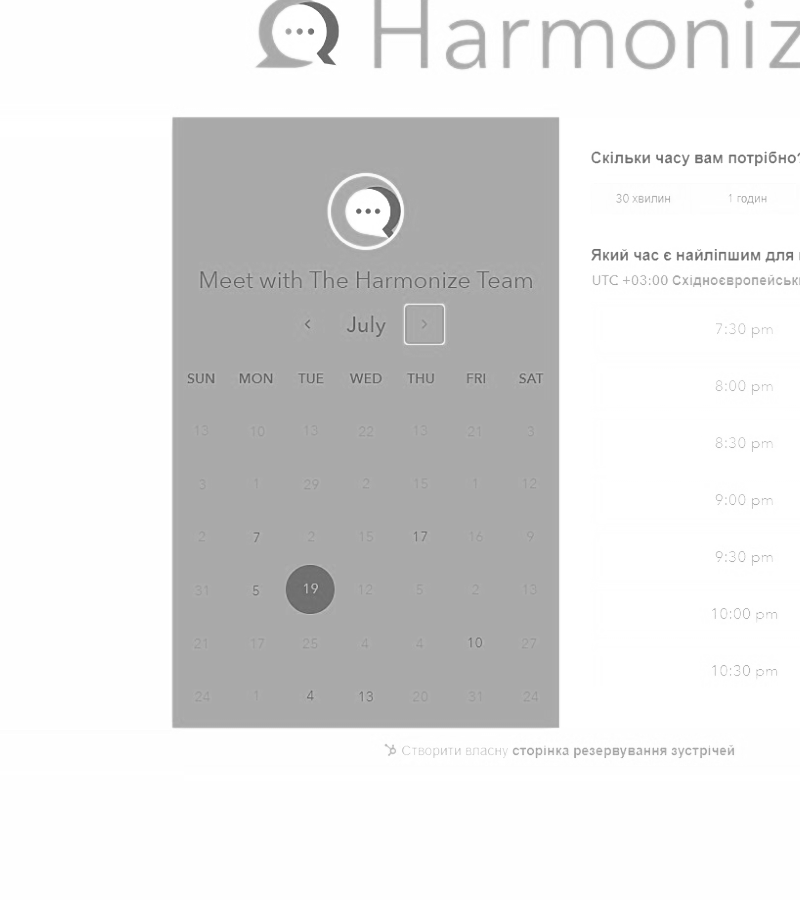 Harmoniz
Скільки часу вам потрібно?
30 хвилин 1 годин
Який час є найліпшим для
UTC +03:00 Східноєвропейськ
Meet with The Harmonize Team
July
SUN MON TUE WED THU FRI SAT
13 10 13 22 13 21 3
3 1 29 2 15 1 12
2 7 2 15 17 16 9
31 5 19 12 5 2 13
21 17 25 4 4 10 27
24 1 4 13 20 31 24
7:30 pm
8:00 pm
8:30 pm
9:00 pm
9:30 pm
10:00 pm
10:30 pm
Створити власну сторінка резервування зустрічей